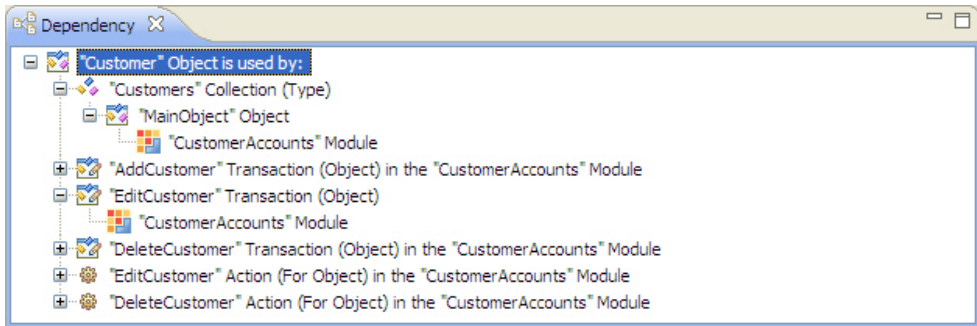 Dependency
"Customer" Object is used by:
"Customers" Collection (Type)
"MainObject" Object
"CustomerAccounts" Module
"AddCustomer" Transaction (Object) in the "CustomerAccounts" Module
"EditCustomer" Transaction (Object)
"CustomerAccounts" Module
"DeleteCustomer" Transaction (Object) in the "CustomerAccounts" Module
"EditCustomer" Action (For Object) in the "CustomerAccounts" Module
"DeleteCustomer" Action (For Object) in the "CustomerAccounts" Module